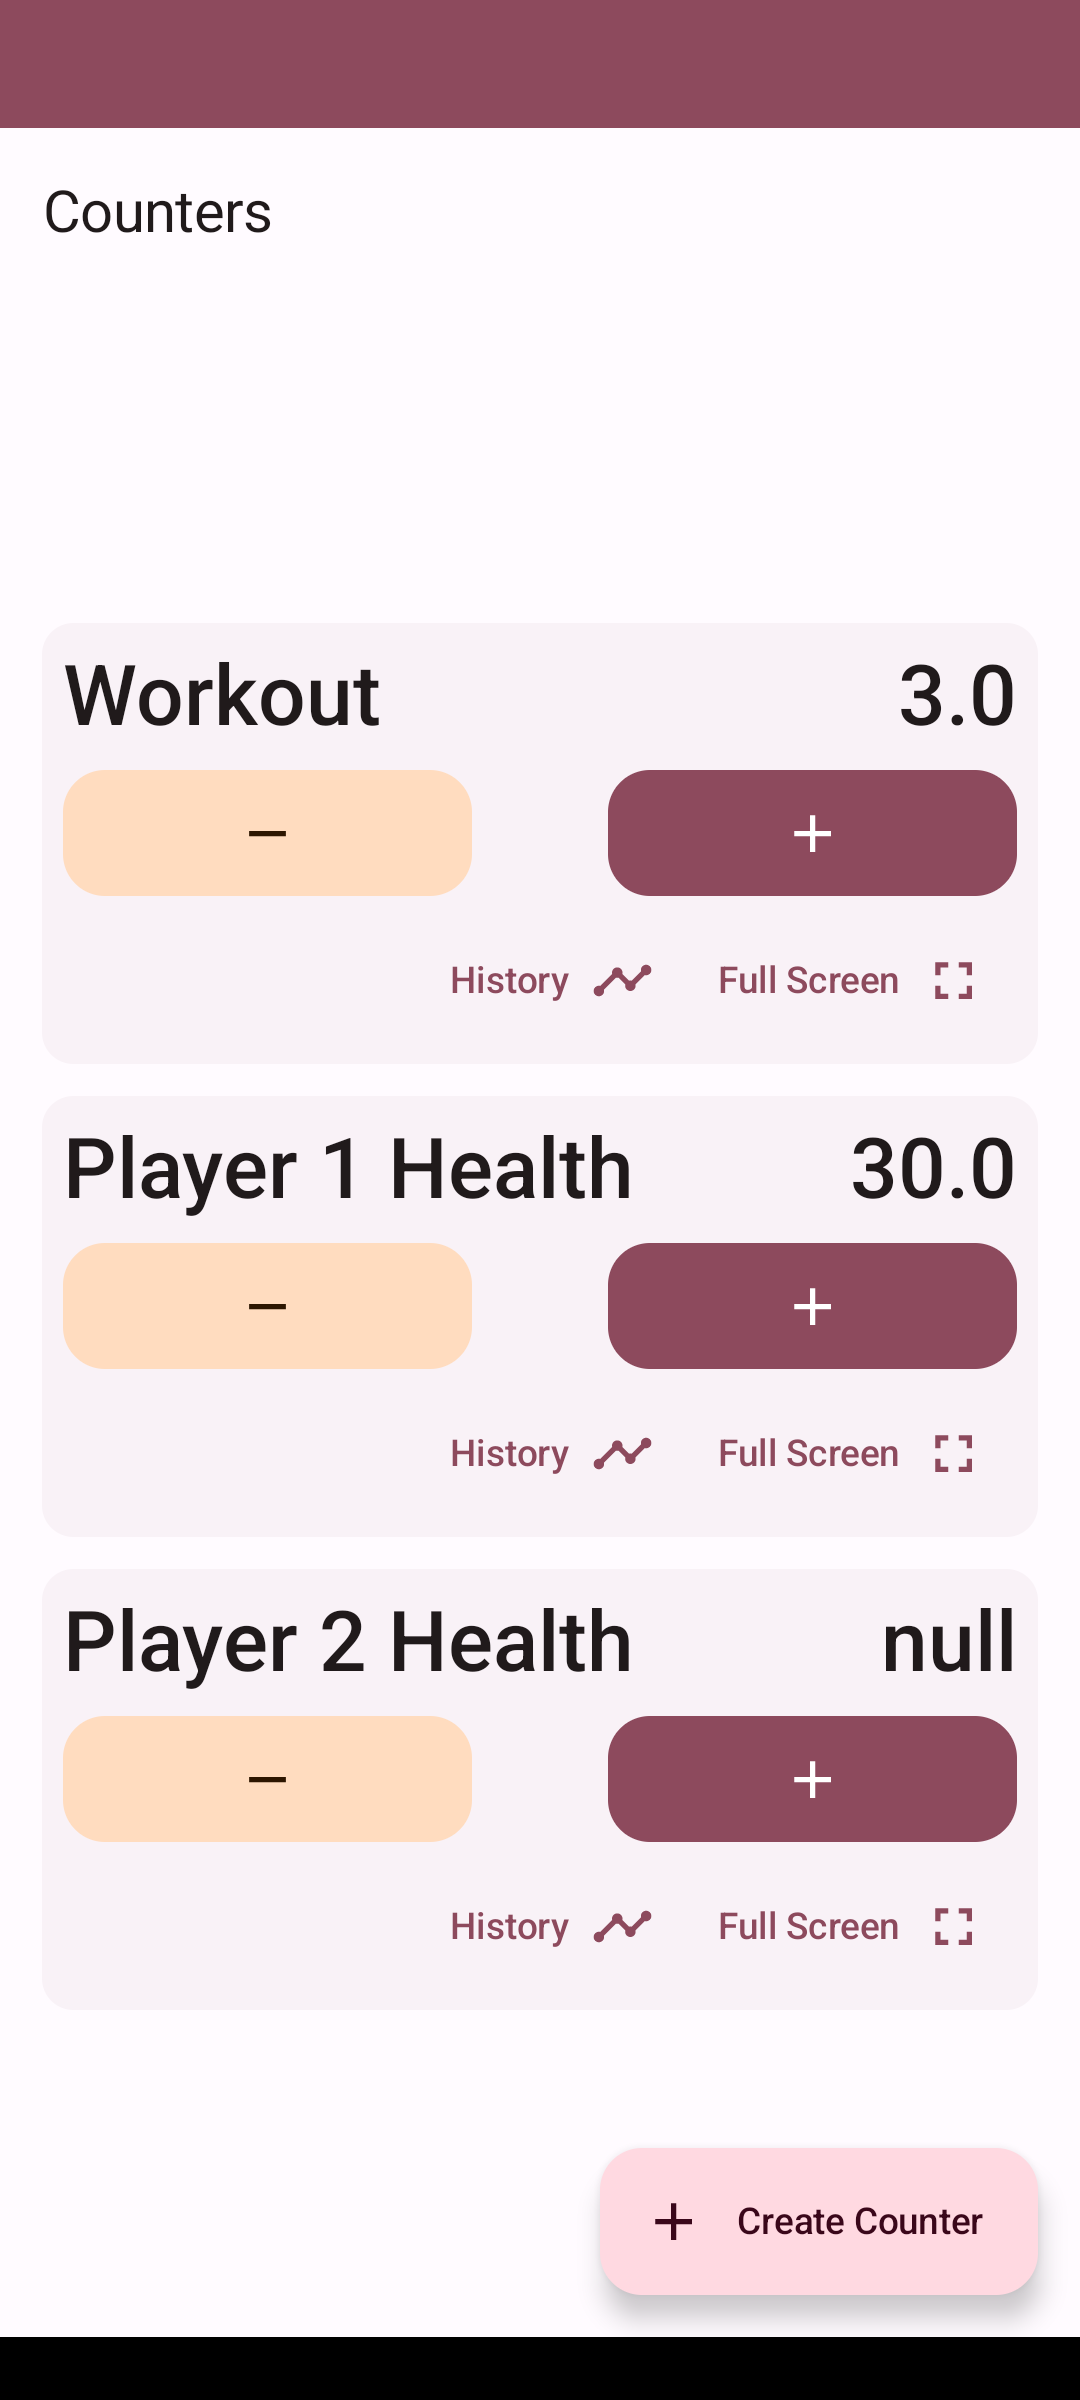 Counters
Workout 3.0
− +
History Full Screen
Player 1 Health 30.0
− +
History Full Screen
Player 2 Health null
− +
History Full Screen
+ Create Counter